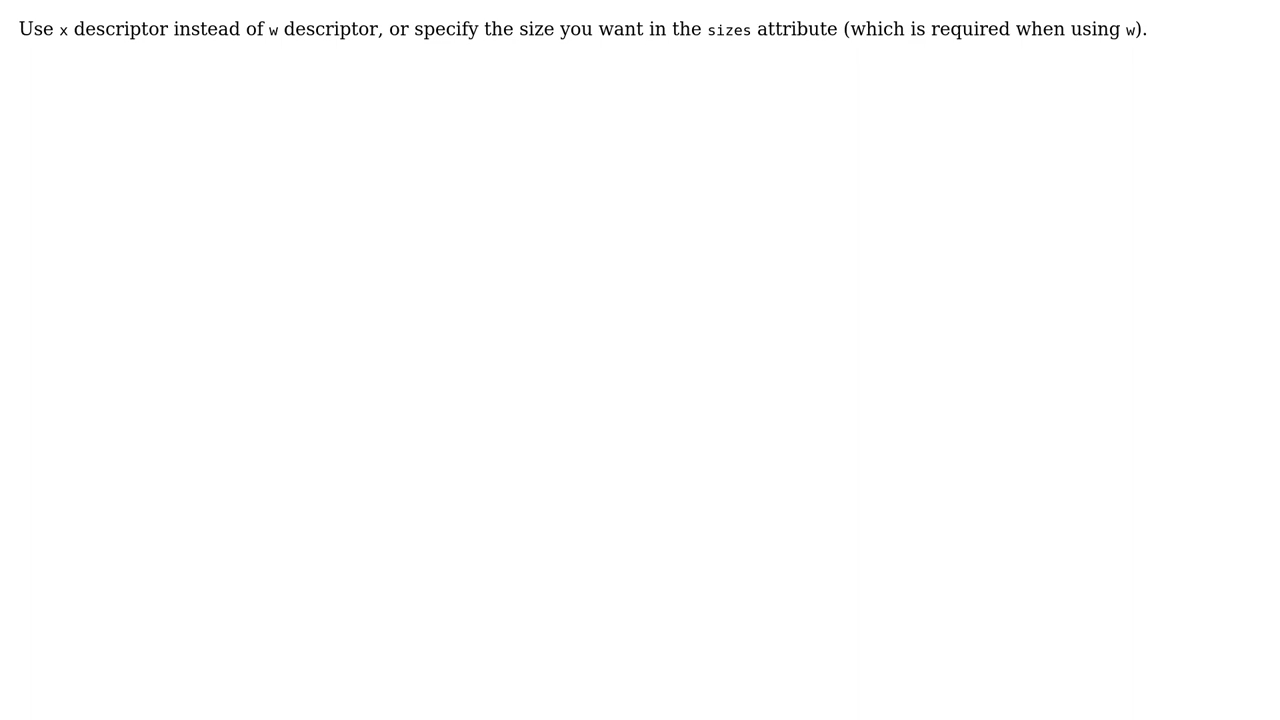 Use x descriptor instead of w descriptor, or specify the size you want in the sizes attribute (which is required when using w).